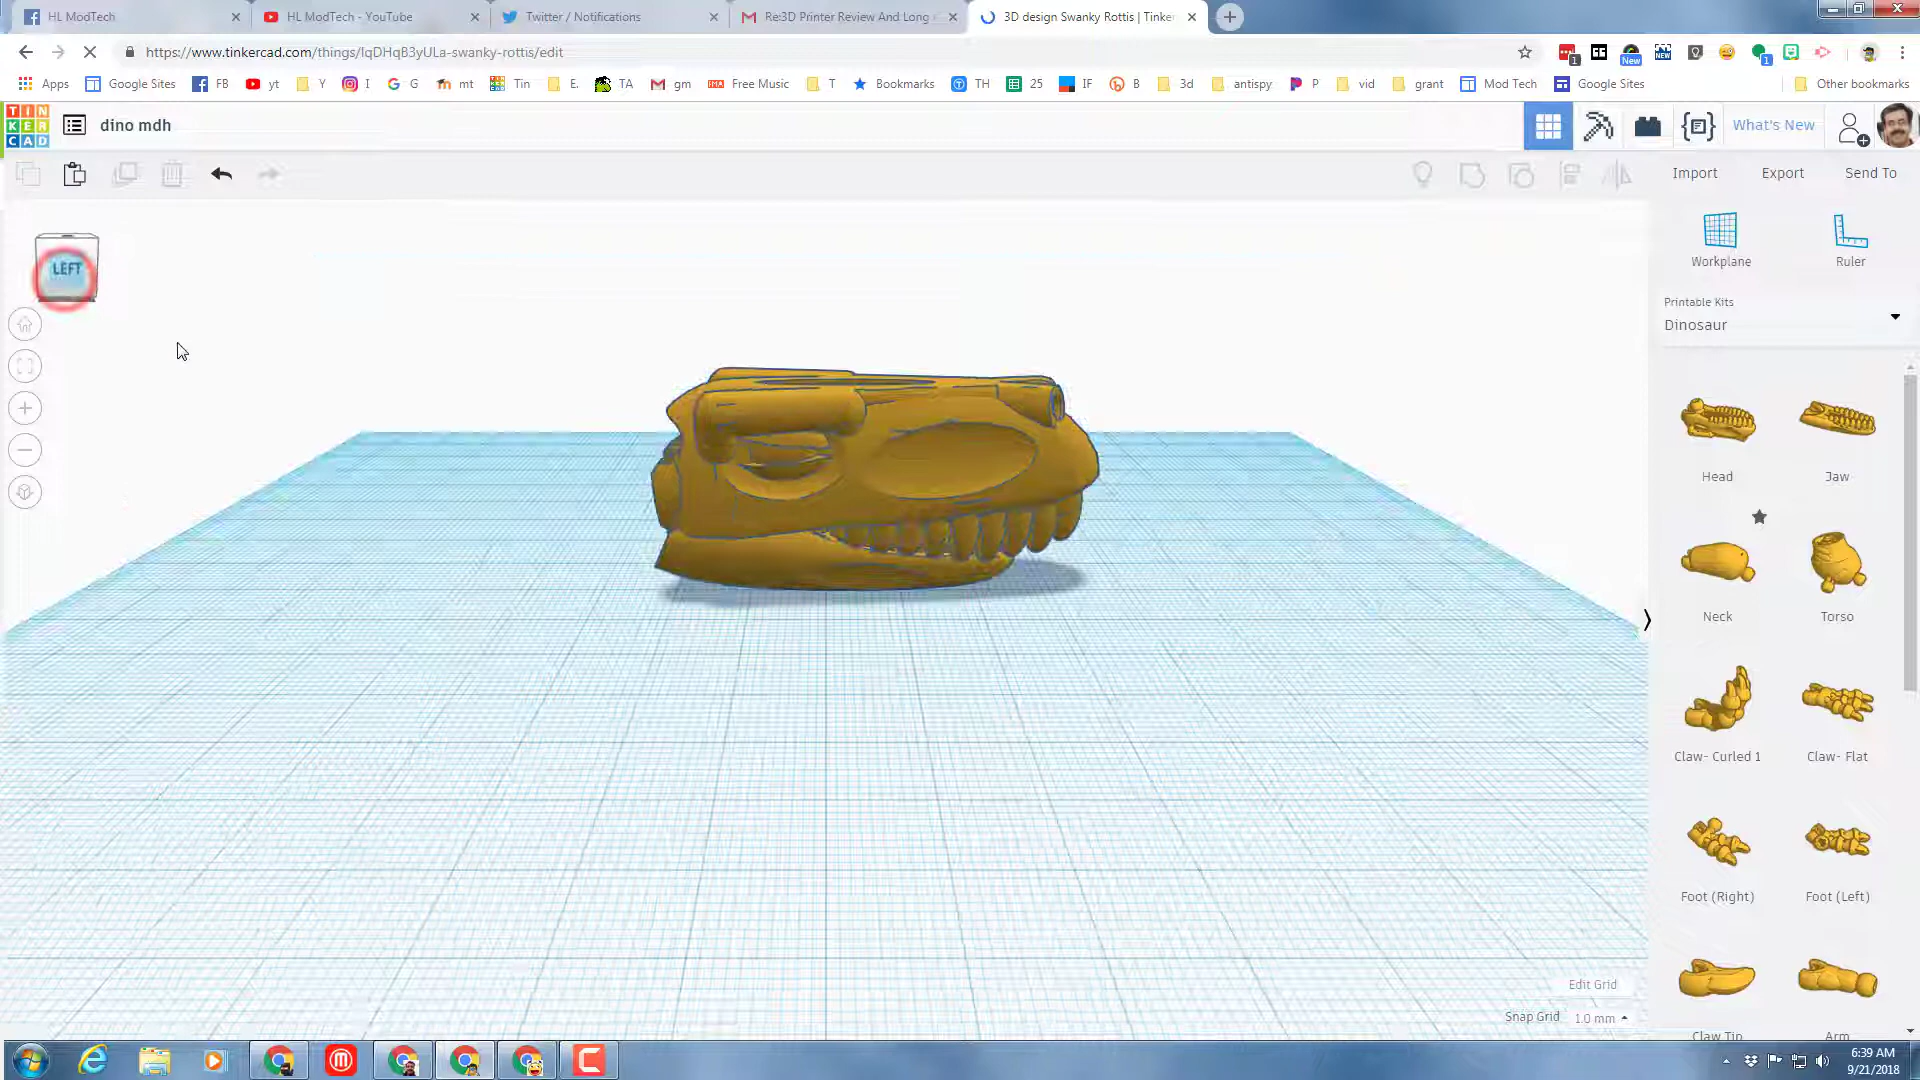 HL ModTech
HL ModTech - YouTube
Twitter / Notifications
Re:3D Printer Review And Long
3D design Swanky Rottis | Tinker
https://www.tinkercad.com/things/lqDHqB3yULa-swanky-rottis/edit
1
New
1
Apps
Google Sites
FB
yt
Y
I
G
mt
Tin
E.
TA
gm
Free Music
T
Bookmarks
TH
25
IF
B
3d
antispy
P
vid
grant
Mod Tech
Google Sites
Other bookmarks
TIN
KER
CAD
dino mdh
What's New
Import
Export
Send To
LEFT
Workplane
Ruler
Printable Kits
Dinosaur
Head
Jaw
Neck
Torso
Claw- Curled 1
Claw- Flat
Foot (Right)
Foot (Left)
Claw Tip
Arm
Edit Grid
Snap Grid
1.0 mm
6:39 AM
9/21/2018